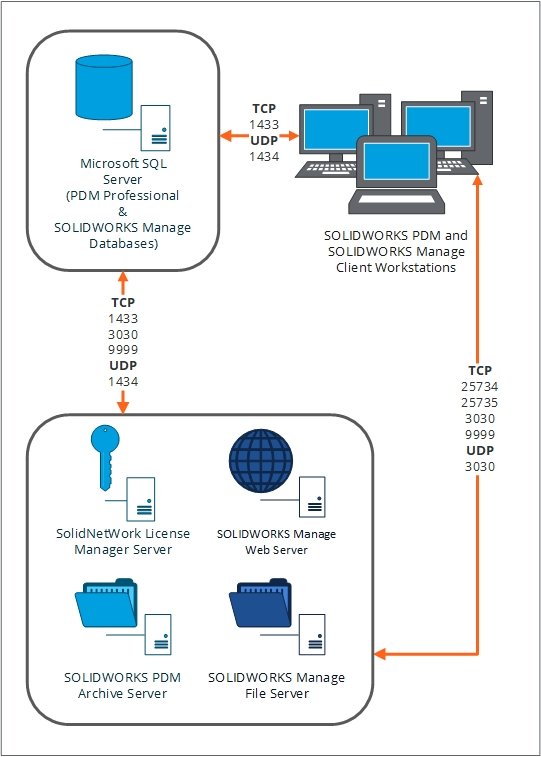 Microsoft SQL
Server
(PDM Professional
&
SOLIDWORKS Manage
Databases)
TCP
1433
UDP
1434
SOLIDWORKS PDM and
SOLIDWORKS Manage
Client Workstations
TCP
1433
3030
9999
UDP
1434
TCP
25734
25735
3030
9999
UDP
3030
SolidNetWork License
Manager Server
SOLIDWORKS Manage
Web Server
SOLIDWORKS PDM
Archive Server
SOLIDWORKS Manage
File Server